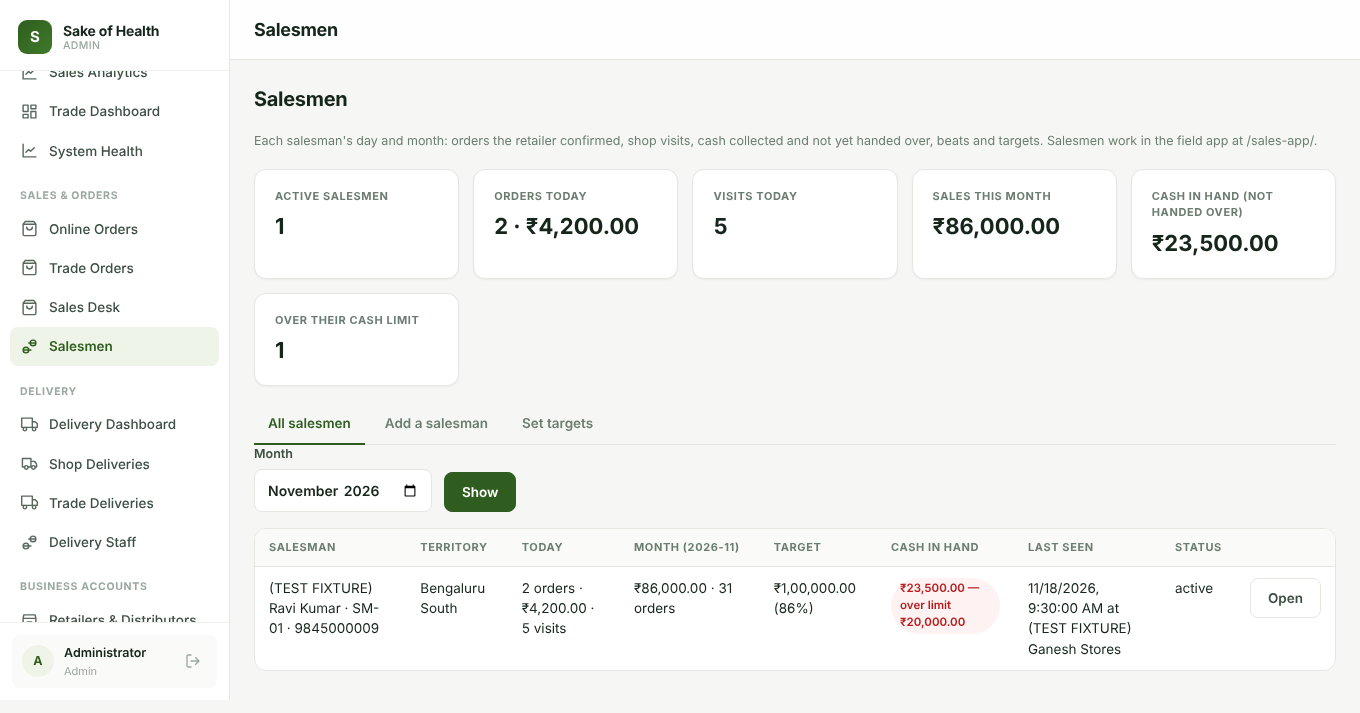 S
Sake of Health
ADMIN
Sales Analytics
Trade Dashboard
System Health
SALES & ORDERS
Online Orders
Trade Orders
Sales Desk
Salesmen
DELIVERY
Delivery Dashboard
Shop Deliveries
Trade Deliveries
Delivery Staff
BUSINESS ACCOUNTS
Retailers & Distributors
A
Administrator
Admin
Salesmen
Salesmen
Each salesman's day and month: orders the retailer confirmed, shop visits, cash collected and not yet handed over, beats and targets. Salesmen work in the field app at /sales-app/.
ACTIVE SALESMEN
1
ORDERS TODAY
2 · ₹4,200.00
VISITS TODAY
5
SALES THIS MONTH
₹86,000.00
CASH IN HAND (NOT
HANDED OVER)
₹23,500.00
OVER THEIR CASH LIMIT
1
All salesmen
Add a salesman
Set targets
Month
November 2026
Show
SALESMAN
TERRITORY
TODAY
MONTH (2026-11)
TARGET
CASH IN HAND
LAST SEEN
STATUS
(TEST FIXTURE)
Ravi Kumar · SM-
01 · 9845000009
Bengaluru
South
2 orders ·
₹4,200.00 ·
5 visits
₹86,000.00 · 31
orders
₹1,00,000.00
(86%)
₹23,500.00 —
over limit
₹20,000.00
11/18/2026,
9:30:00 AM at
(TEST FIXTURE)
Ganesh Stores
active
Open